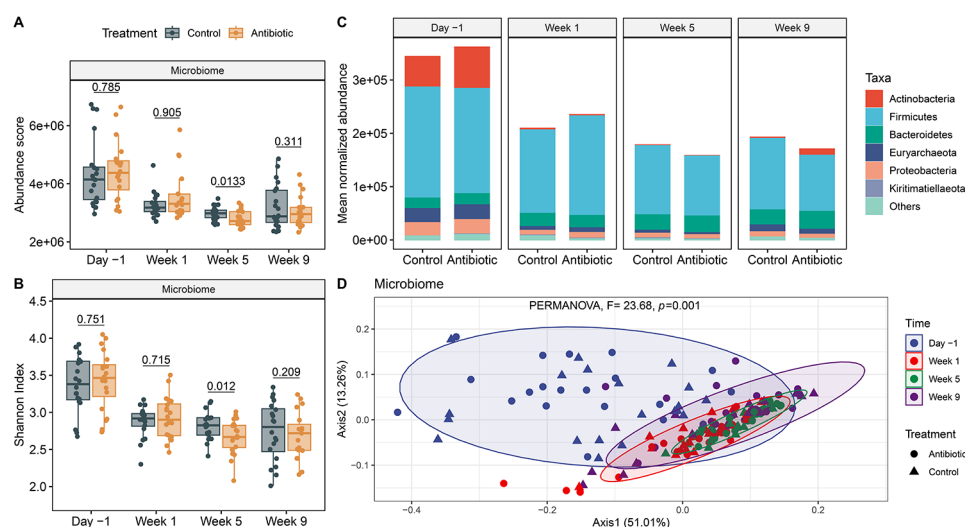 A
Treatment
Control
Antibiotic
Microbiome
0.785
0.905
0.0133
0.311
Abundance score
6e+06
4e+06
2e+06
Day −1
Week 1
Week 5
Week 9
B
Microbiome
0.751
0.715
0.012
0.209
Shannon Index
4.5
4.0
3.5
3.0
2.5
2.0
Day −1
Week 1
Week 5
Week 9
C
Day −1
Week 1
Week 5
Week 9
Mean normalized abundance
3e+05
2e+05
1e+05
0e+00
Control Antibiotic
Control Antibiotic
Control Antibiotic
Control Antibiotic
Taxa
Actinobacteria
Firmicutes
Bacteroidetes
Euryarchaeota
Proteobacteria
Kiritimatiellaeota
Others
D
Microbiome
PERMANOVA, F= 23.68, p=0.001
Axis2 (13.26%)
0.2
0.1
0.0
−0.1
−0.4
−0.2
0.0
0.2
Axis1 (51.01%)
Time
Day −1
Week 1
Week 5
Week 9
Treatment
Antibiotic
Control